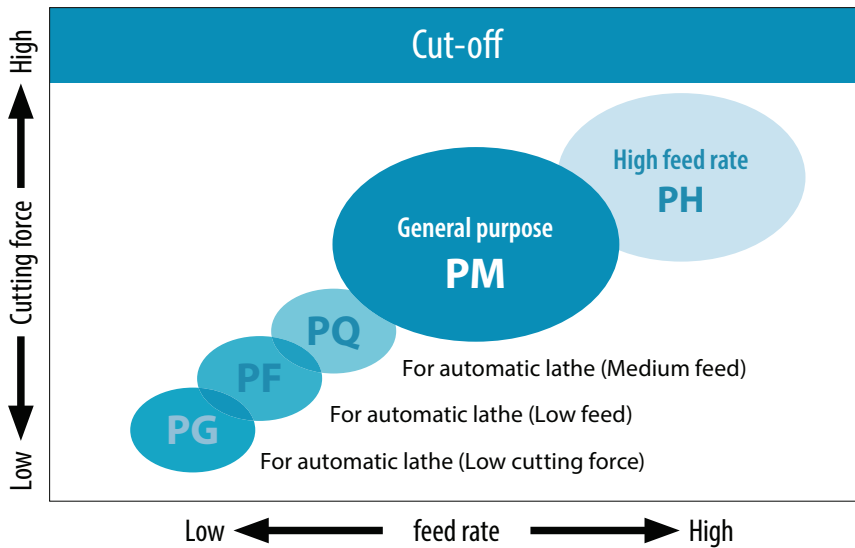 Cut-off
High
Cutting force
Low
High feed rate
PH
General purpose
PM
PQ
For automatic lathe (Medium feed)
PF
For automatic lathe (Low feed)
PG
For automatic lathe (Low cutting force)
Low
feed rate
High